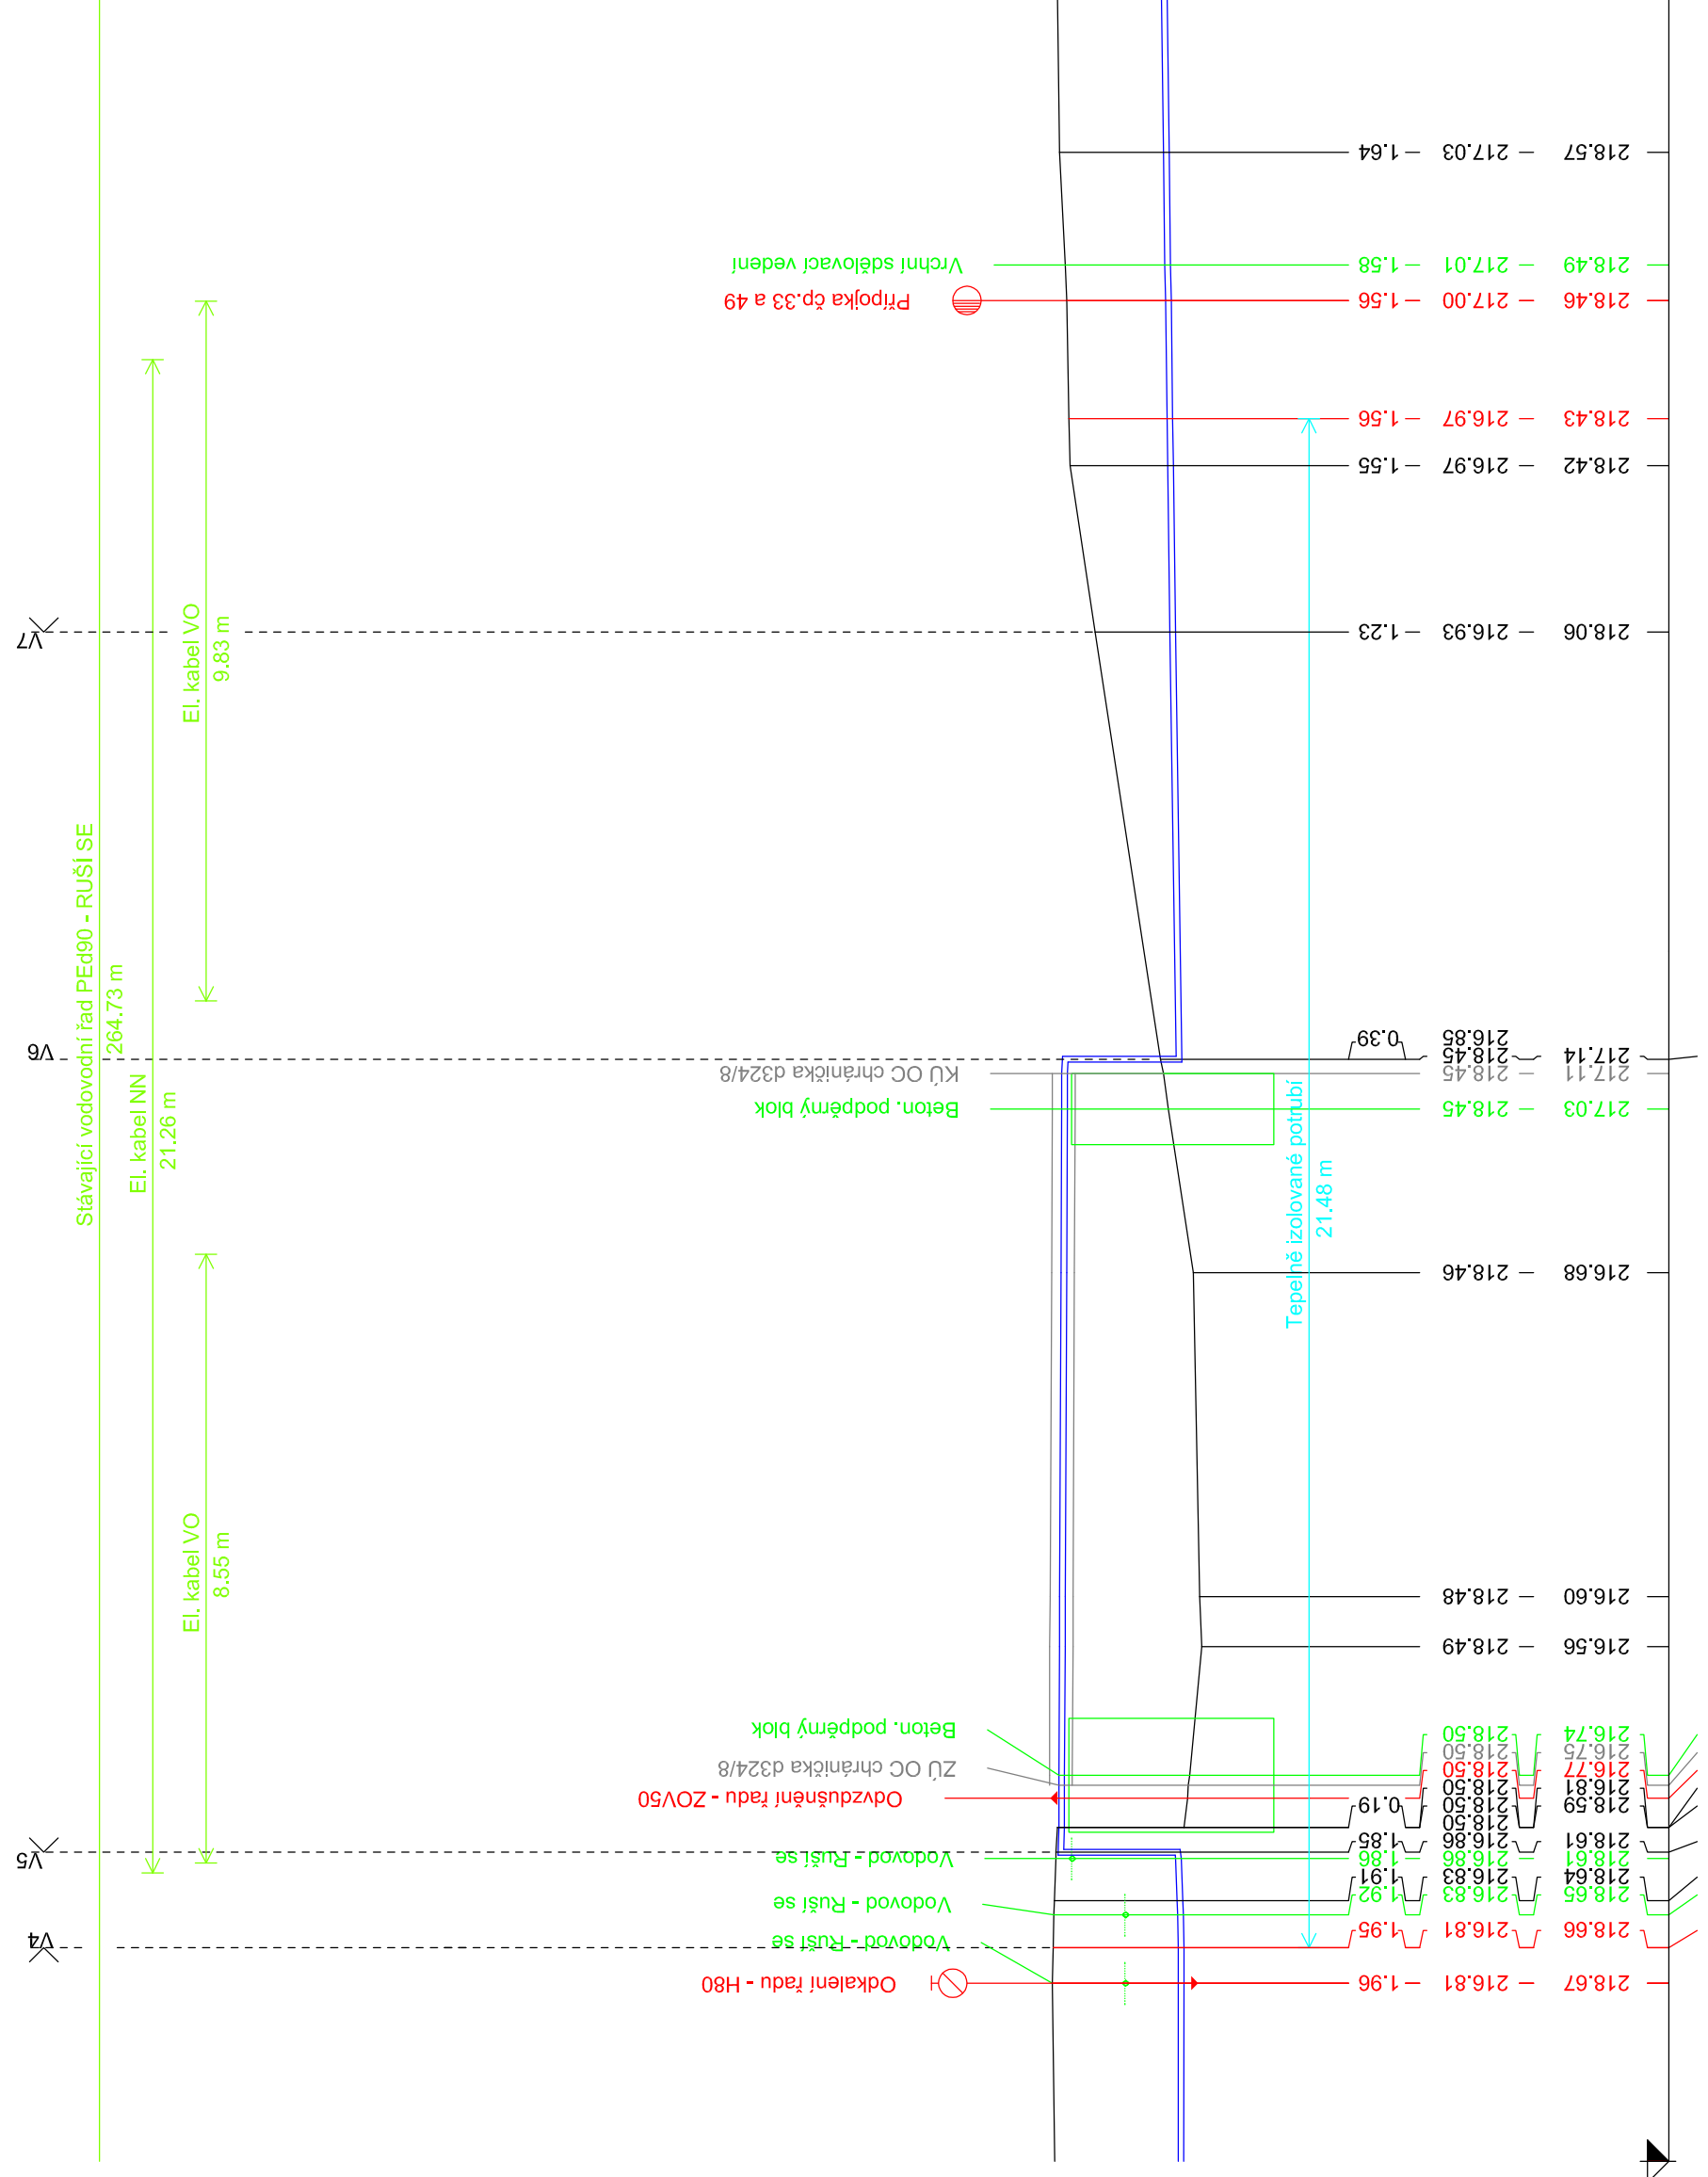 1.64 217.03 218.57
Vrchní sdělovací vedení 1.58 217.01 218.49
Přípojka čp.33 a 49 1.56 217.00 218.46
1.56 216.97 218.43
1.55 216.97 218.42
V7 1.23 216.93 218.06
El. kabel VO
9.83 m
Stávající vodovodní řad PEd90 - RUŠÍ SE
264.73 m
El. kabel NN
21.26 m
V6 0.39 216.85
218.45 217.14
KÚ OC chránička d324/8 218.45 217.11
Beton. podpěrný blok 218.45 217.03
Tepelně izolované potrubí
21.48 m
218.46 216.68
El. kabel VO
8.55 m
218.48 216.60
218.49 216.56
Beton. podpěrný blok 218.50 216.74
ZÚ OC chránička d324/8 218.50 216.75
Odvzdušnění řadu - ZOV50 218.50 216.77
218.50 216.81
0.19 218.50 218.59
218.50
V5 1.85 216.86 218.61
Vodovod - Ruší se 1.86 216.86 218.61
1.91 216.83 218.64
Vodovod - Ruší se 1.92 216.83 218.65
V4 1.95 216.81 218.66
Vodovod - Ruší se
Odkalení řadu - H80 1.96 216.81 218.67